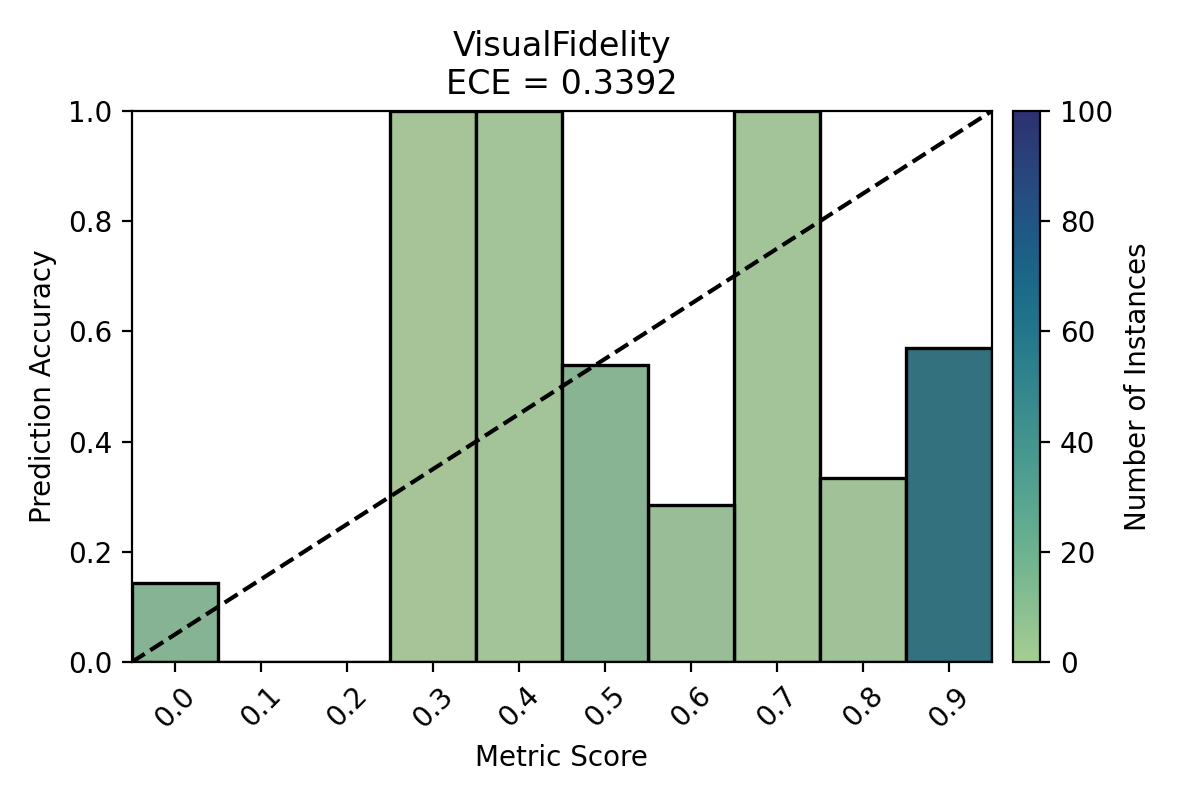 VisualFidelity
ECE = 0.3392
Prediction Accuracy
1.0
0.8
0.6
0.4
0.2
0.0
0.0 0.1 0.2 0.3 0.4 0.5 0.6 0.7 0.8 0.9
Metric Score
100
80
60
40
20
0
Number of Instances